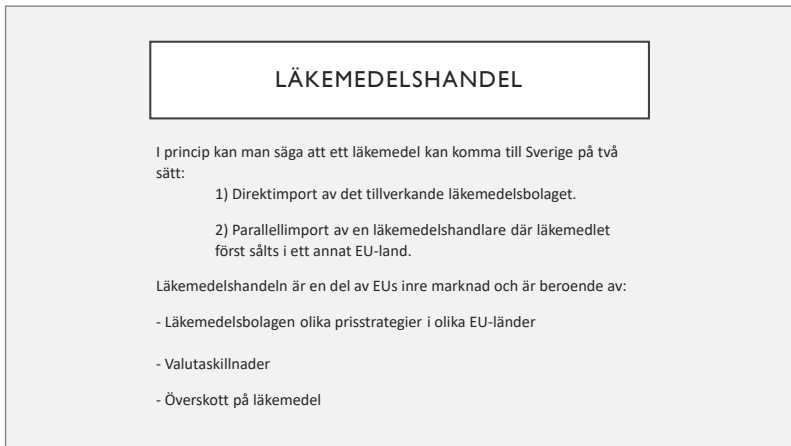 LÄKEMEDELSHANDEL
I princip kan man säga att ett läkemedel kan komma till Sverige på två
sätt:
1) Direktimport av det tillverkande läkemedelsbolaget.
2) Parallellimport av en läkemedelshandlare där läkemedlet
först sålts i ett annat EU-land.
Läkemedelshandeln är en del av EUs inre marknad och är beroende av:
- Läkemedelsbolagen olika prisstrategier i olika EU-länder
- Valutaskillnader
- Överskott på läkemedel